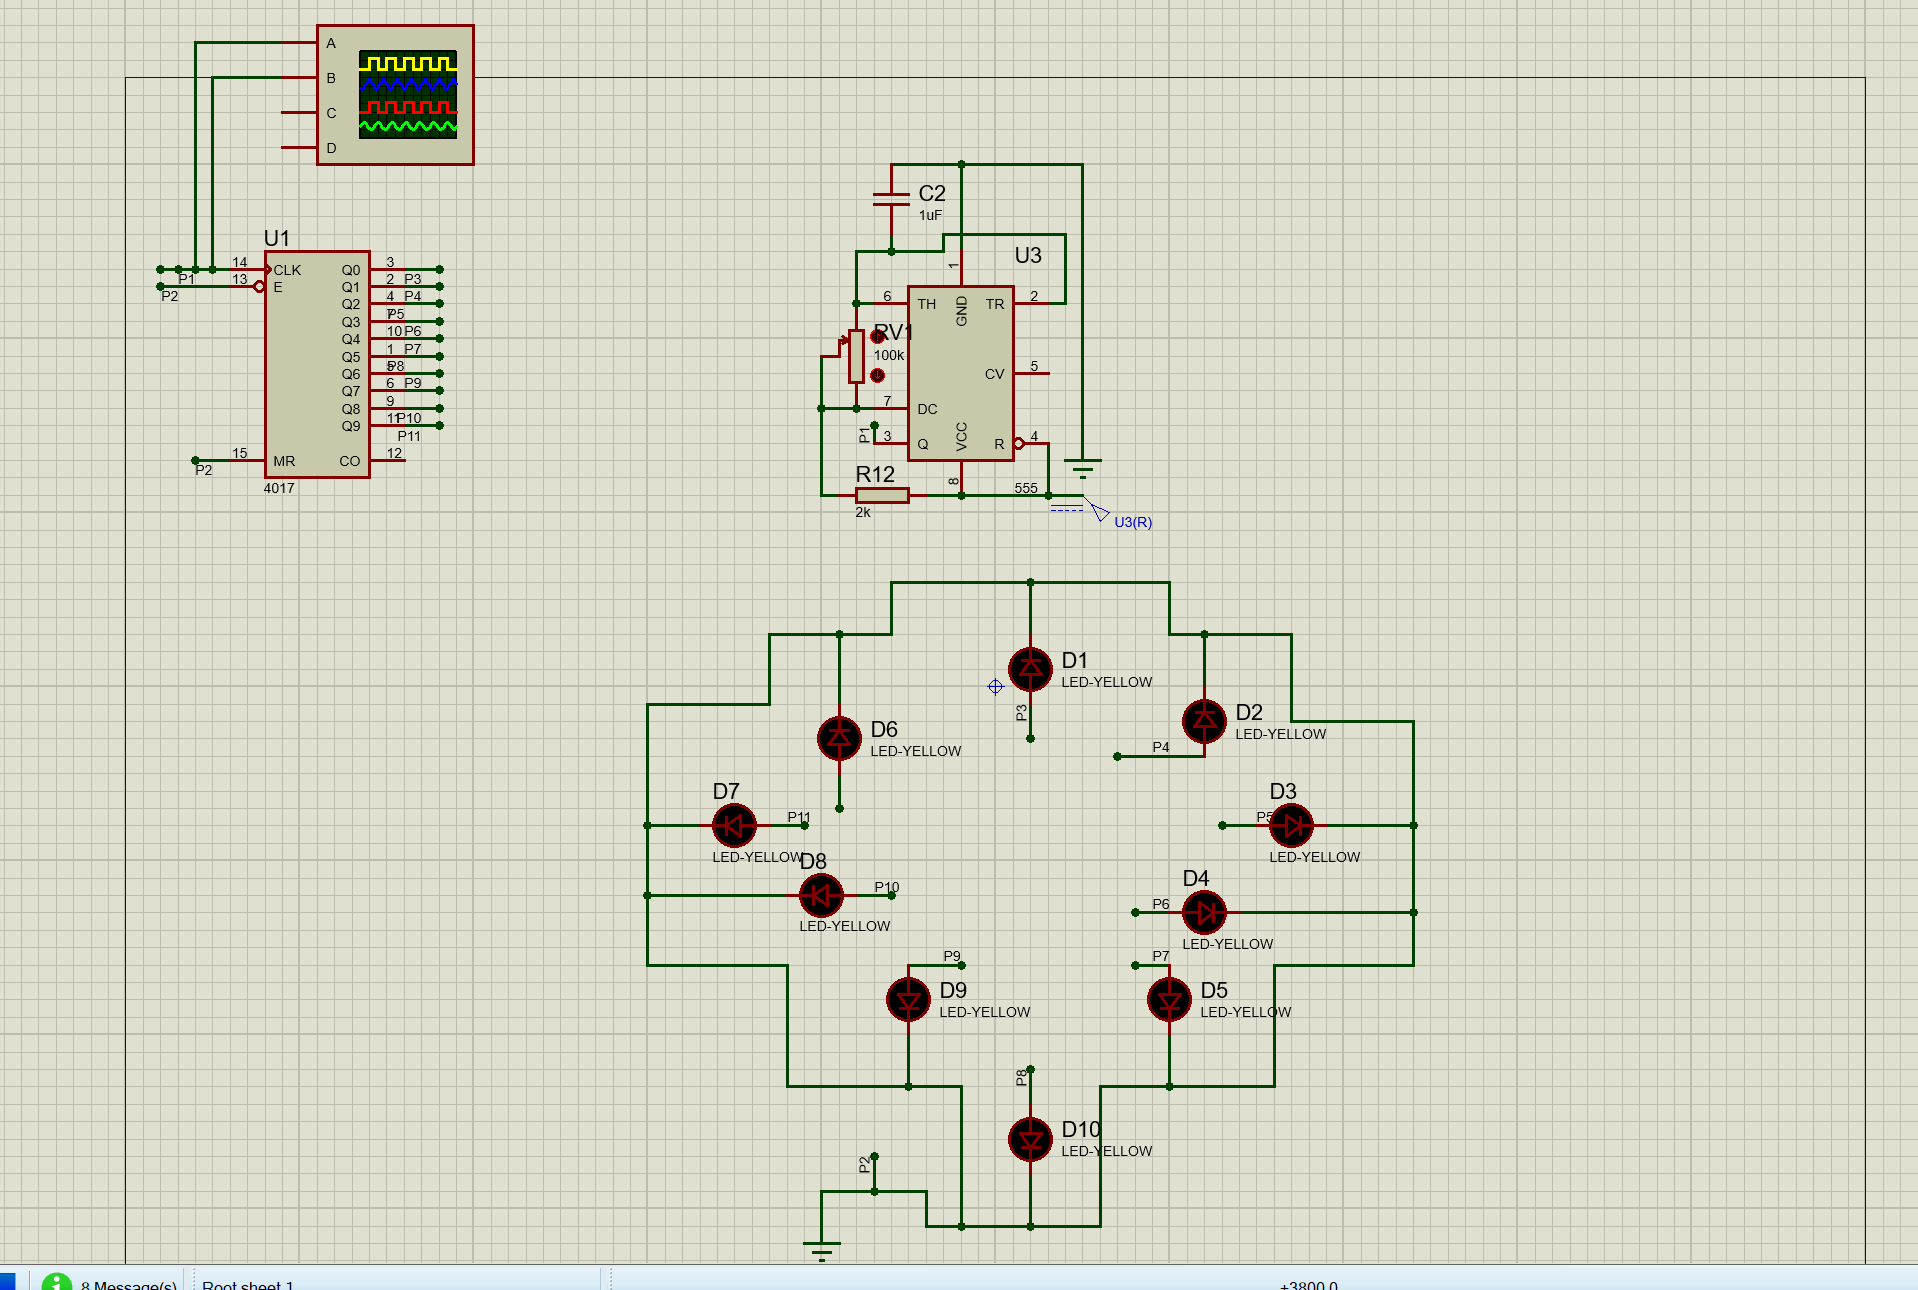 A
B
C
D
C2
1uF
U1
U3
14
CLK
Q0
3
P1
13
E
Q1
2
P3
P2
Q2
4
P4
Q3
7
P5
Q4
10
P6
Q5
1
P7
Q6
5
P8
Q7
6
P9
Q8
9
Q9
11
P10
P11
15
MR
CO
12
P2
4017
1
6
TH
GND
TR
2
RV1
100k
CV
5
7
DC
P1
3
Q
VCC
R
4
R12
8
555
2k
U3(R)
D1
LED-YELLOW
P3
D2
LED-YELLOW
P4
D6
LED-YELLOW
D7
P11
LED-YELLOW
D3
P5
LED-YELLOW
D8
P10
LED-YELLOW
D4
P6
LED-YELLOW
P9
D9
LED-YELLOW
P7
D5
LED-YELLOW
P8
D10
LED-YELLOW
P2
8 Message(s)
Root sheet 1
+3800.0